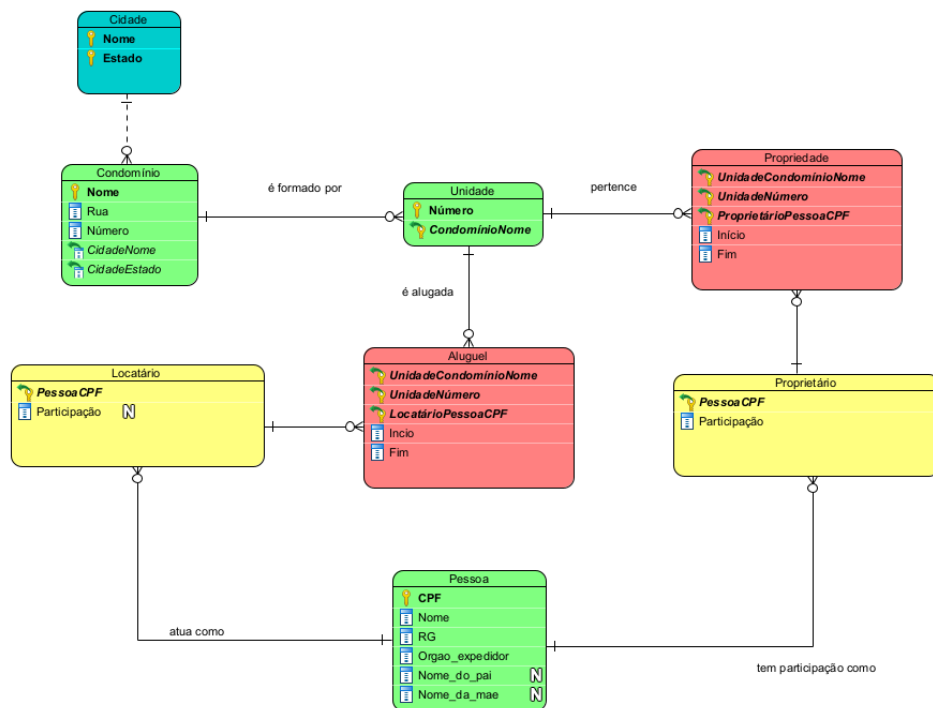 Cidade
Nome
Estado
Condomínio
Nome
Rua
Número
CidadeNome
CidadeEstado
é formado por
Unidade
Número
CondomínioNome
pertence
Propriedade
UnidadeCondomínioNome
UnidadeNúmero
ProprietárioPessoaCPF
Início
Fim
é alugada
Locatário
PessoaCPF
Participação N
Aluguel
UnidadeCondomínioNome
UnidadeNúmero
LocatárioPessoaCPF
Incio
Fim
Proprietário
PessoaCPF
Participação
Pessoa
CPF
Nome
RG
Orgao_expedidor
Nome_do_pai N
Nome_da_mae N
atua como
tem participação como